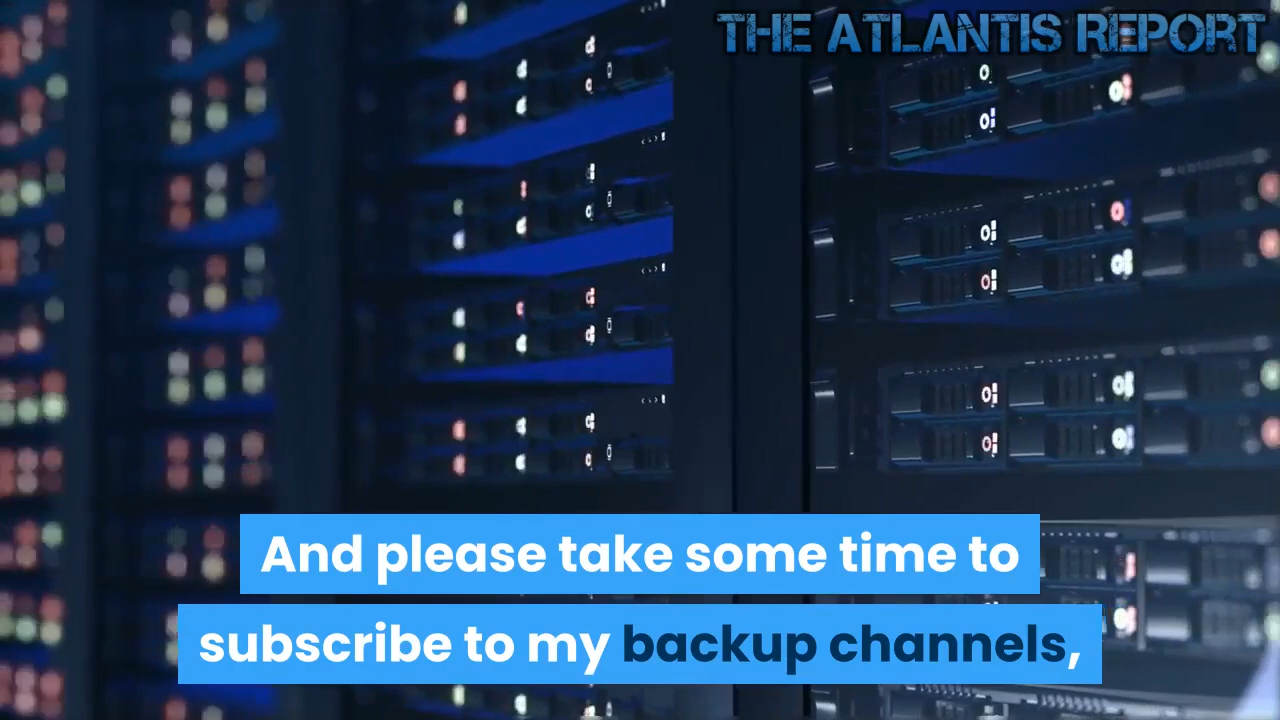 THE ATLANTIS REPORT
And please take some time to
subscribe to my backup channels,